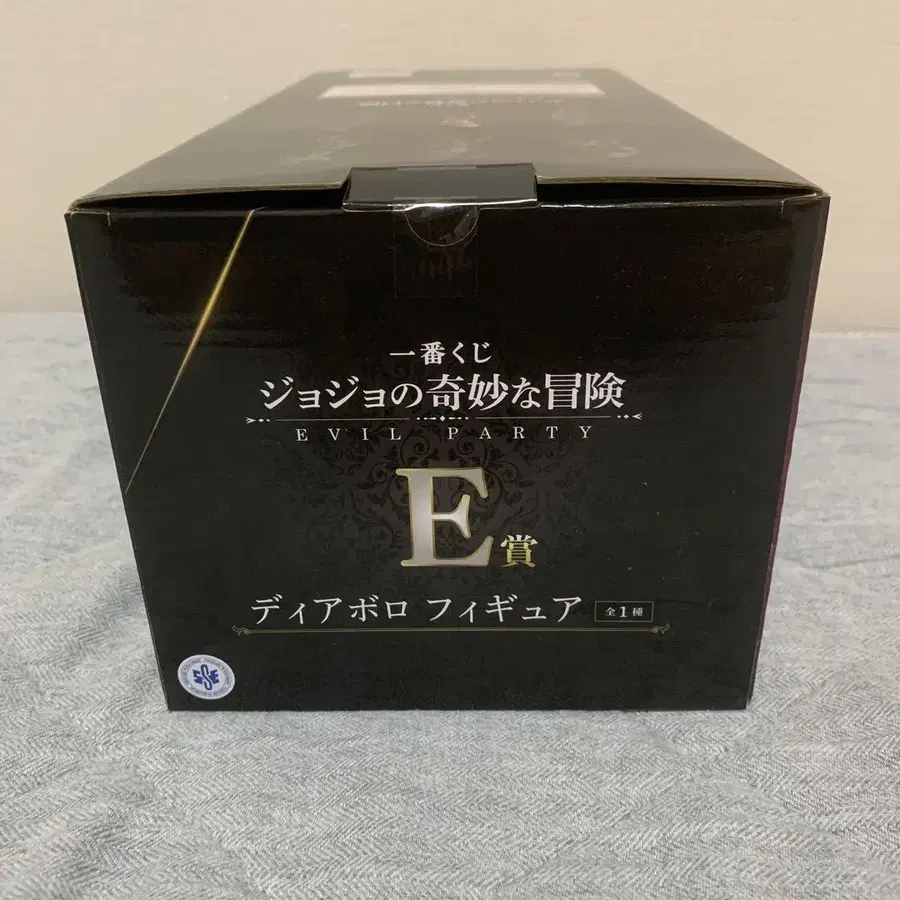 一番くじ
ジョジョの奇妙な冒険
EVIL PARTY
E賞
ディアボロ フィギュア 全1種